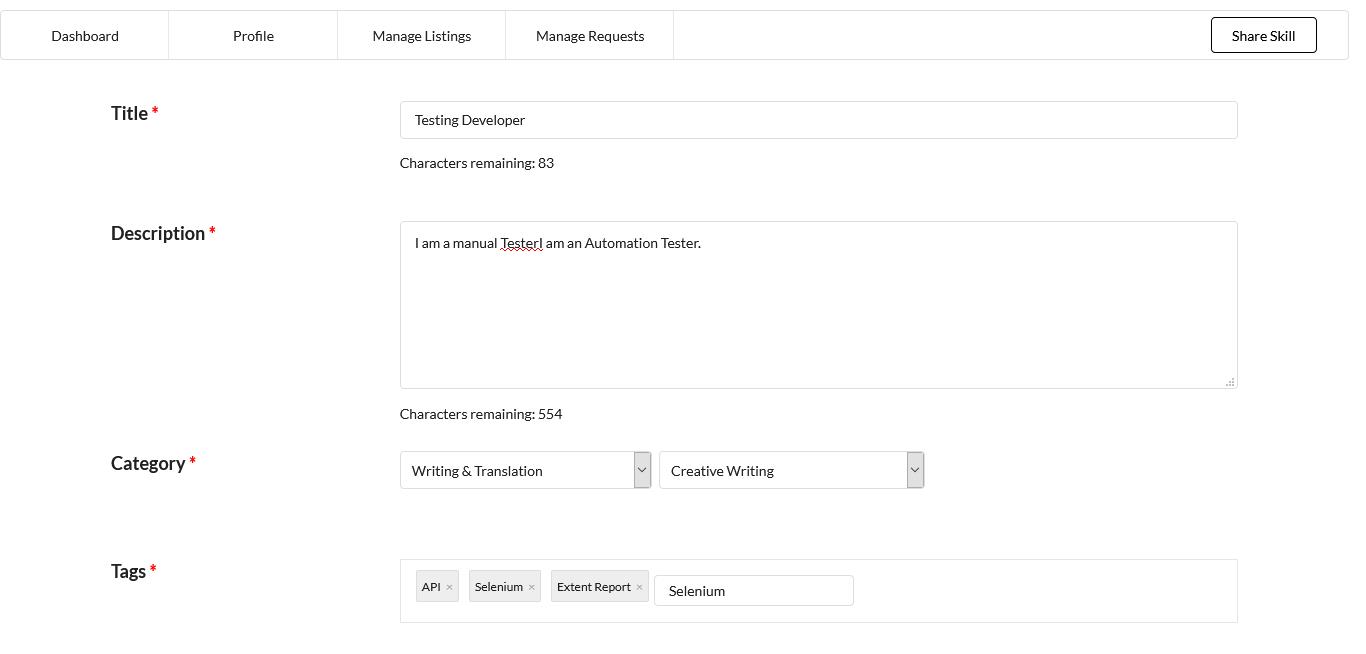 Dashboard Profile Manage Listings Manage Requests Share Skill
Title *
Testing Developer
Characters remaining: 83
Description *
I am a manual TesterI am an Automation Tester.
Characters remaining: 554
Category *
Writing & Translation Creative Writing
Tags *
API × Selenium × Extent Report × Selenium